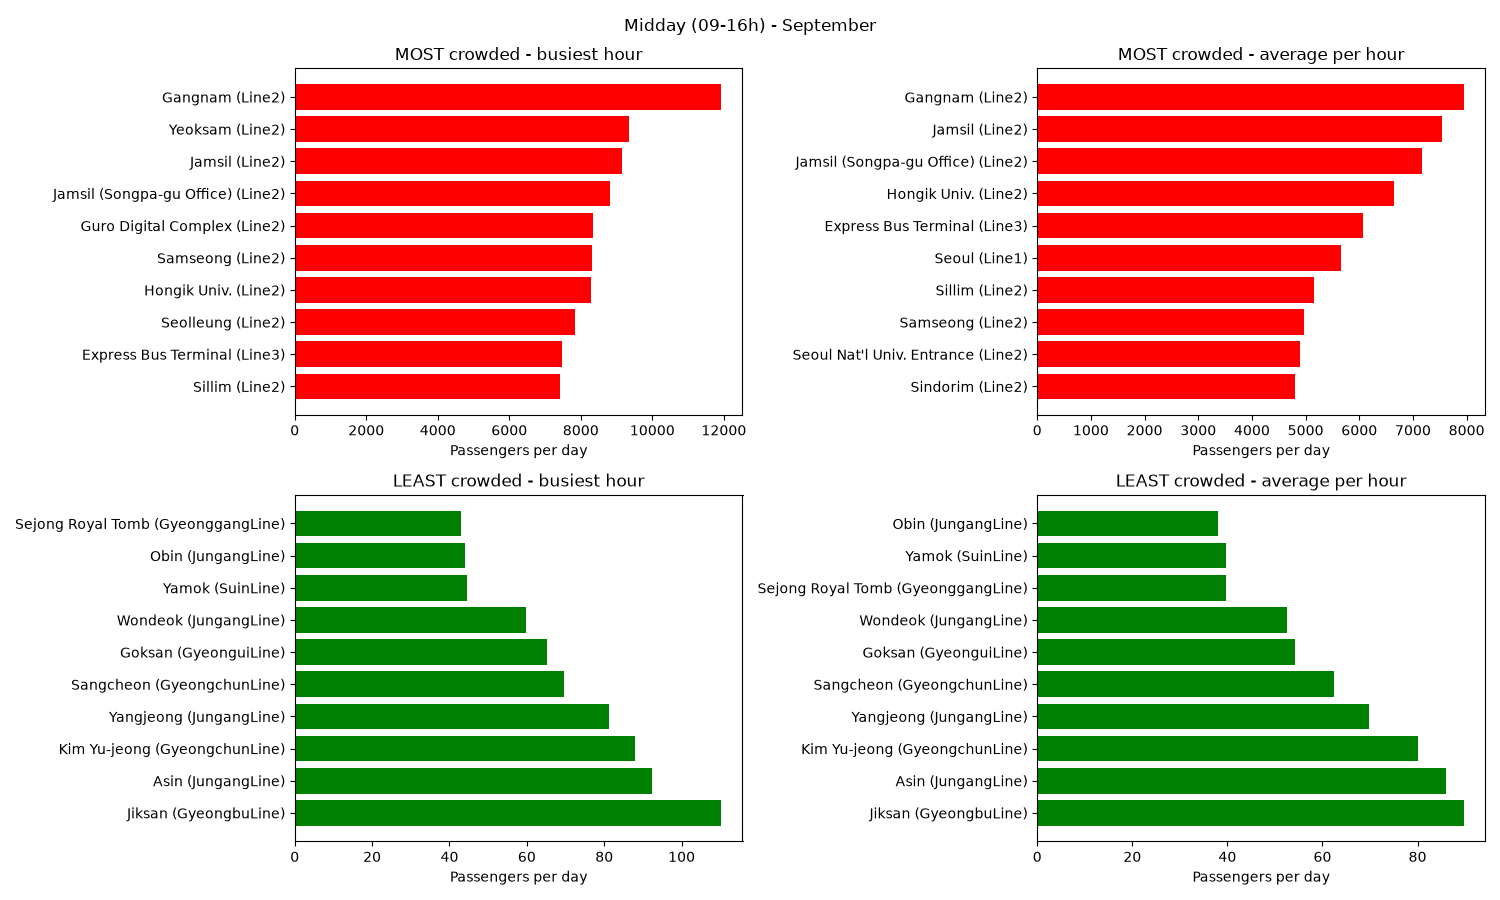 Midday (09-16h) - September
MOST crowded - busiest hour
Gangnam (Line2)
Yeoksam (Line2)
Jamsil (Line2)
Jamsil (Songpa-gu Office) (Line2)
Guro Digital Complex (Line2)
Samseong (Line2)
Hongik Univ. (Line2)
Seolleung (Line2)
Express Bus Terminal (Line3)
Sillim (Line2)
0 2000 4000 6000 8000 10000 12000
Passengers per day
MOST crowded - average per hour
Gangnam (Line2)
Jamsil (Line2)
Jamsil (Songpa-gu Office) (Line2)
Hongik Univ. (Line2)
Express Bus Terminal (Line3)
Seoul (Line1)
Sillim (Line2)
Samseong (Line2)
Seoul Nat'l Univ. Entrance (Line2)
Sindorim (Line2)
0 1000 2000 3000 4000 5000 6000 7000 8000
Passengers per day
LEAST crowded - busiest hour
Sejong Royal Tomb (GyeonggangLine)
Obin (JungangLine)
Yamok (SuinLine)
Wondeok (JungangLine)
Goksan (GyeonguiLine)
Sangcheon (GyeongchunLine)
Yangjeong (JungangLine)
Kim Yu-jeong (GyeongchunLine)
Asin (JungangLine)
Jiksan (GyeongbuLine)
0 20 40 60 80 100
Passengers per day
LEAST crowded - average per hour
Obin (JungangLine)
Yamok (SuinLine)
Sejong Royal Tomb (GyeonggangLine)
Wondeok (JungangLine)
Goksan (GyeonguiLine)
Sangcheon (GyeongchunLine)
Yangjeong (JungangLine)
Kim Yu-jeong (GyeongchunLine)
Asin (JungangLine)
Jiksan (GyeongbuLine)
0 20 40 60 80
Passengers per day